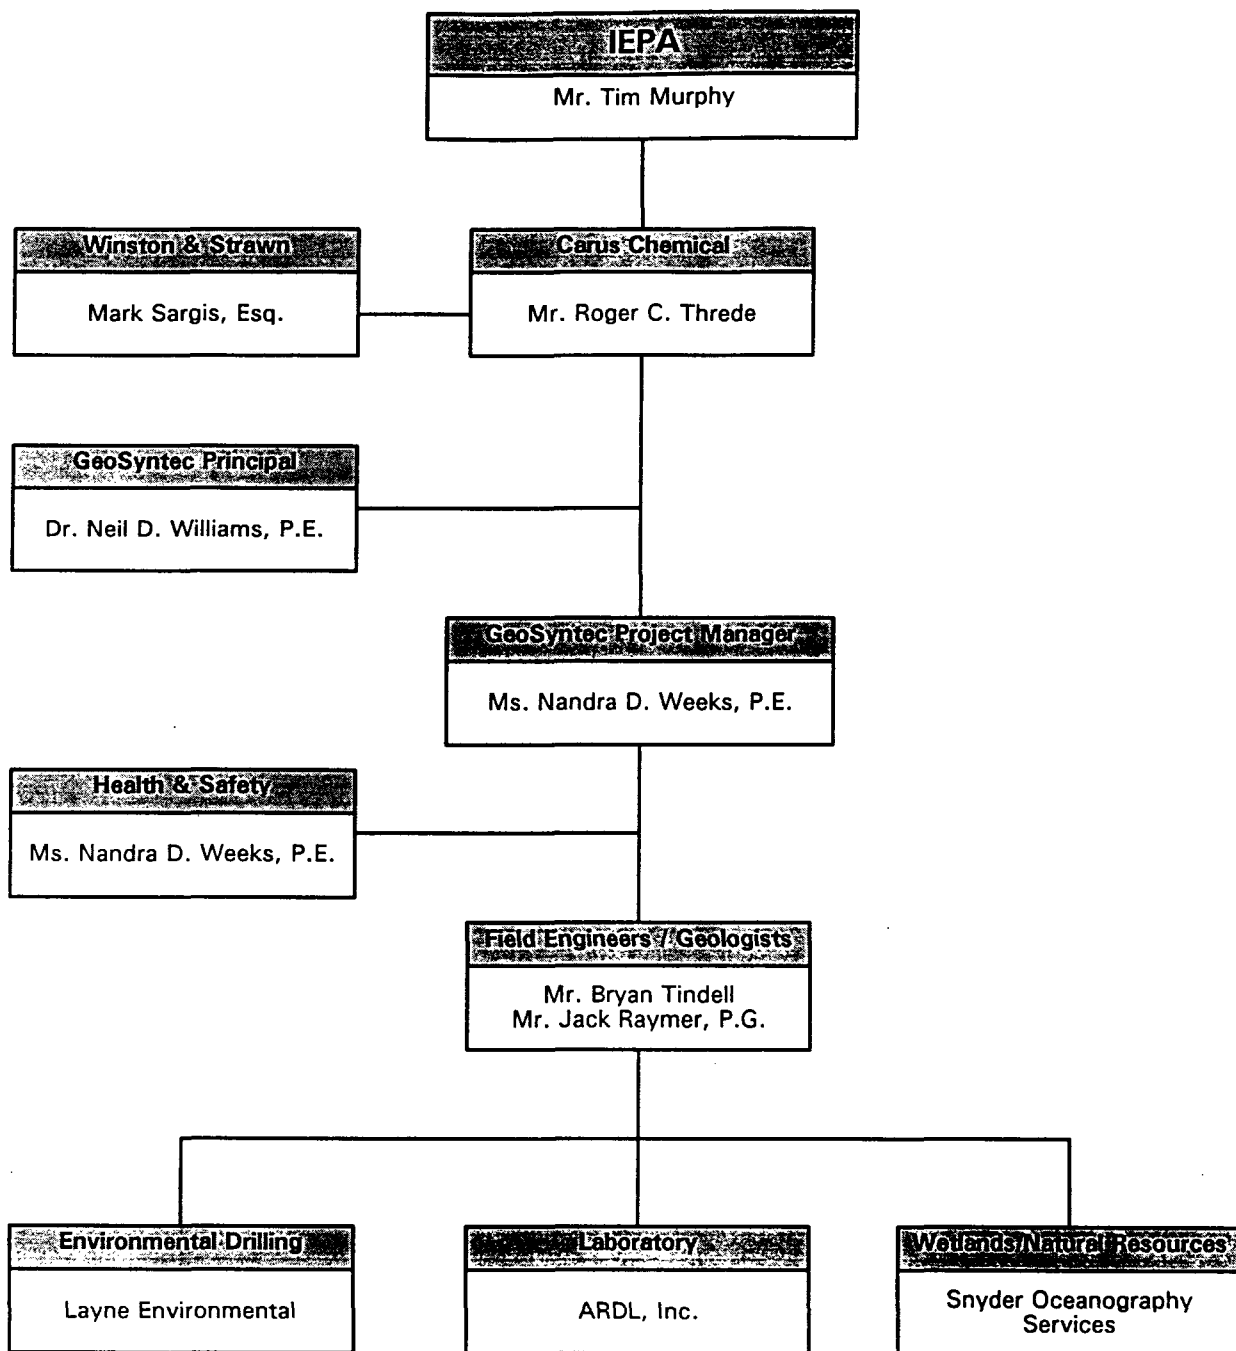 IEPA
Mr. Tim Murphy
Winston & Strawn
Mark Sargis, Esq.
Carus Chemical
Mr. Roger C. Threde
GeoSyntec Principal
Dr. Neil D. Williams, P.E.
GeoSyntec Project Manager
Ms. Nandra D. Weeks, P.E.
Health & Safety
Ms. Nandra D. Weeks, P.E.
Field Engineers / Geologists
Mr. Bryan Tindell
Mr. Jack Raymer, P.G.
Environmental Drilling
Layne Environmental
Laboratory
ARDL, Inc.
Wetlands/Natural Resources
Snyder Oceanography
Services